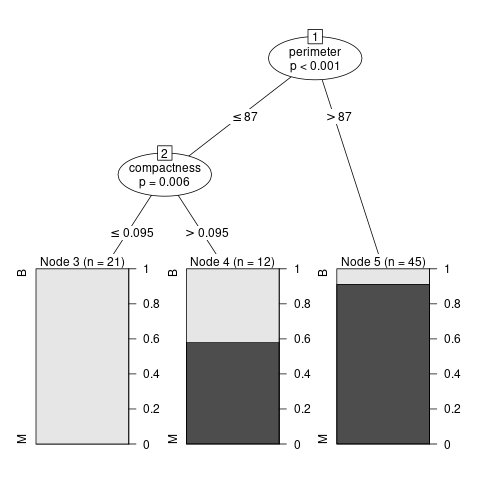 1
perimeter
p < 0.001
≤ 87
> 87
2
compactness
p = 0.006
≤ 0.095
> 0.095
Node 3 (n = 21)
B
M
1
0.8
0.6
0.4
0.2
0
Node 4 (n = 12)
B
M
1
0.8
0.6
0.4
0.2
0
Node 5 (n = 45)
B
M
1
0.8
0.6
0.4
0.2
0